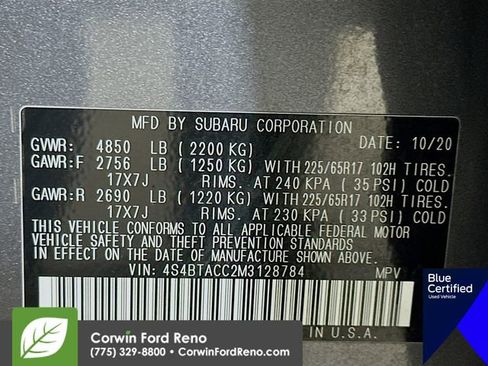 MFD BY SUBARU CORPORATION
GVWR: 4850 LB (2200 KG) DATE: 10/20
GAWR:F 2756 LB (1250 KG) WITH 225/65R17 102H TIRES.
17X7J RIMS. AT 240 KPA (35 PSI) COLD
GAWR:R 2690 LB (1220 KG) WITH 225/65R17 102H TIRES.
17X7J RIMS. AT 230 KPA (33 PSI) COLD
THIS VEHICLE CONFORMS TO ALL APPLICABLE FEDERAL MOTOR
VEHICLE SAFETY, BUMPER, AND THEFT PREVENTION STANDARDS
IN EFFECT ON THE DATE OF MANUFACTURE SHOWN ABOVE.
VIN: 4S4BTACC2M3128784 MPV
IN U.S.A.
Blue
Certified
Corwin Ford Reno
(775) 329-8800 • CorwinFordReno.com